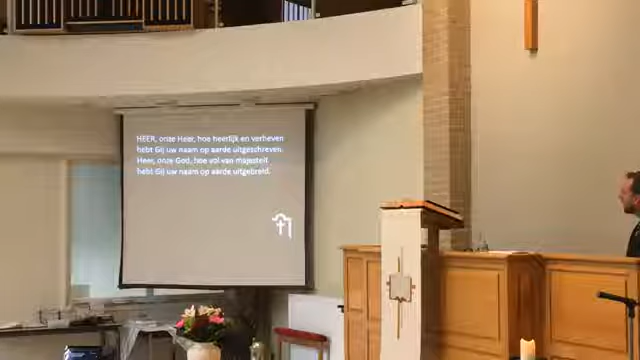 HEER, onze Heer, hoe heerlijk en verheven
hebt Gij uw naam op aarde uitgeschreven.
Heer, onze God, hoe vol van majesteit
hebt Gij uw naam op aarde uitgebreid.